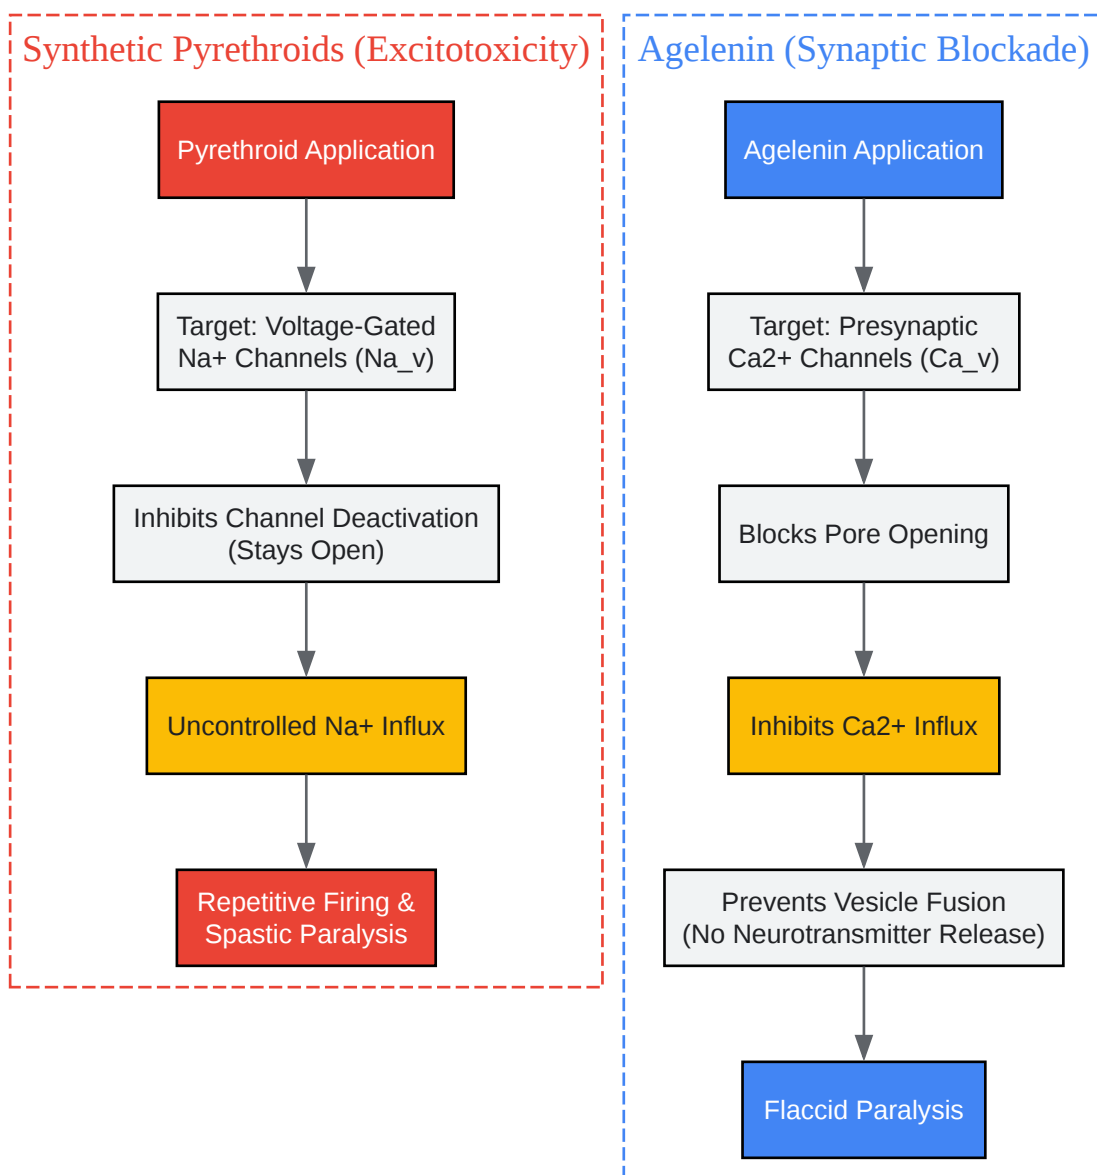 Synthetic Pyrethroids (Excitotoxicity)
Pyrethroid Application
Target: Voltage-Gated
Na+ Channels (Na_v)
Inhibits Channel Deactivation
(Stays Open)
Uncontrolled Na+ Influx
Repetitive Firing &
Spastic Paralysis
Agelenin (Synaptic Blockade)
Agelenin Application
Target: Presynaptic
Ca2+ Channels (Ca_v)
Blocks Pore Opening
Inhibits Ca2+ Influx
Prevents Vesicle Fusion
(No Neurotransmitter Release)
Flaccid Paralysis